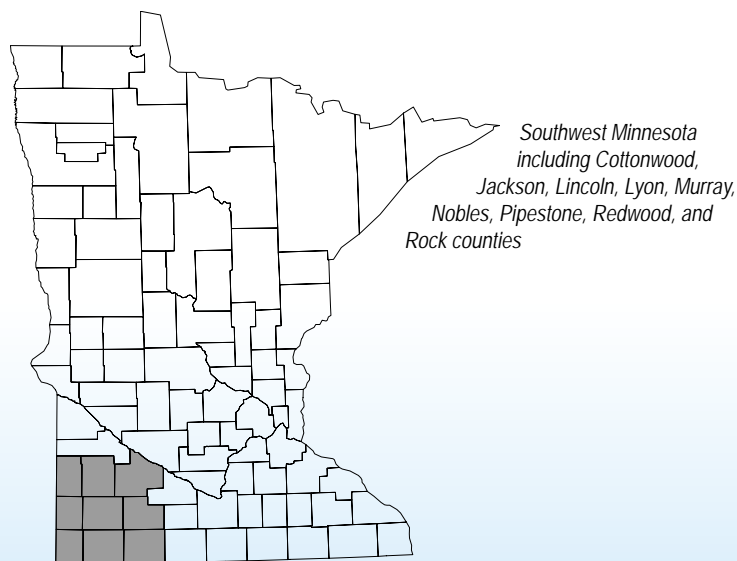 Southwest Minnesota
including Cottonwood,
Jackson, Lincoln, Lyon, Murray,
Nobles, Pipestone, Redwood, and
Rock counties